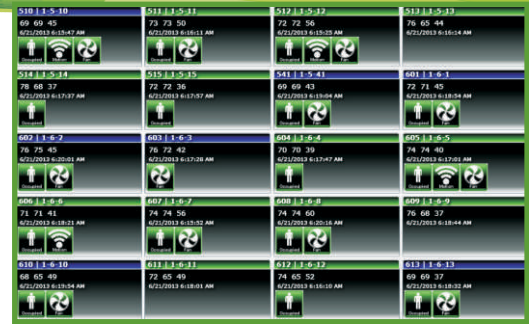 510 | 1-5-10
69 69 45
6/21/2013 6:15:47 AM
Occupied Motion Fan
511 | 1-5-11
73 73 50
6/21/2013 6:16:11 AM
512 | 1-5-12
72 72 56
6/21/2013 6:15:25 AM
Occupied Motion Fan
513 | 1-5-13
76 65 44
6/21/2013 6:16:14 AM
514 | 1-5-14
78 68 37
6/21/2013 6:17:37 AM
Occupied
515 | 1-5-15
72 72 36
6/21/2013 6:17:57 AM
Occupied
541 | 1-5-41
69 69 43
6/21/2013 6:19:04 AM
Occupied Fan
601 | 1-6-1
72 71 45
6/21/2013 6:18:54 AM
Occupied Fan
602 | 1-6-2
76 75 45
6/21/2013 6:20:01 AM
Occupied Fan
603 | 1-6-3
76 72 42
6/21/2013 6:17:28 AM
Occupied Fan
604 | 1-6-4
70 70 39
6/21/2013 6:17:47 AM
Occupied
605 | 1-6-5
74 74 40
6/21/2013 6:17:01 AM
Occupied Motion Fan
606 | 1-6-6
71 71 41
6/21/2013 6:18:21 AM
Occupied Motion
607 | 1-6-7
74 74 56
6/21/2013 6:15:52 AM
Occupied Fan
608 | 1-6-8
74 74 60
6/21/2013 6:20:16 AM
Occupied Fan
609 | 1-6-9
76 68 37
6/21/2013 6:18:44 AM
610 | 1-6-10
68 65 49
6/21/2013 6:19:54 AM
Occupied Fan
611 | 1-6-11
72 65 49
6/21/2013 6:18:01 AM
612 | 1-6-12
74 65 52
6/21/2013 6:16:10 AM
Occupied
613 | 1-6-13
69 69 37
6/21/2013 6:18:32 AM
Occupied Fan